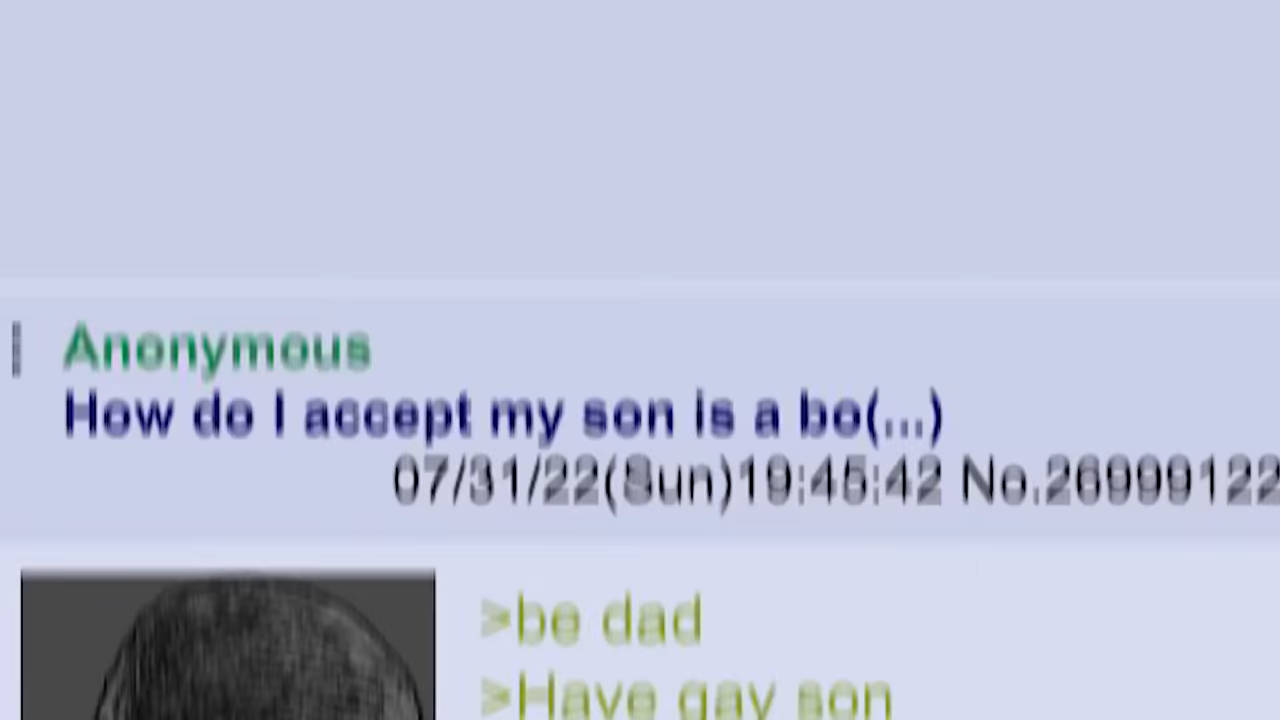 Anonymous
How do I accept my son is a bo(...)
07/31/22(Sun)19:45:42 No.26999122
>be dad
>Have gay son